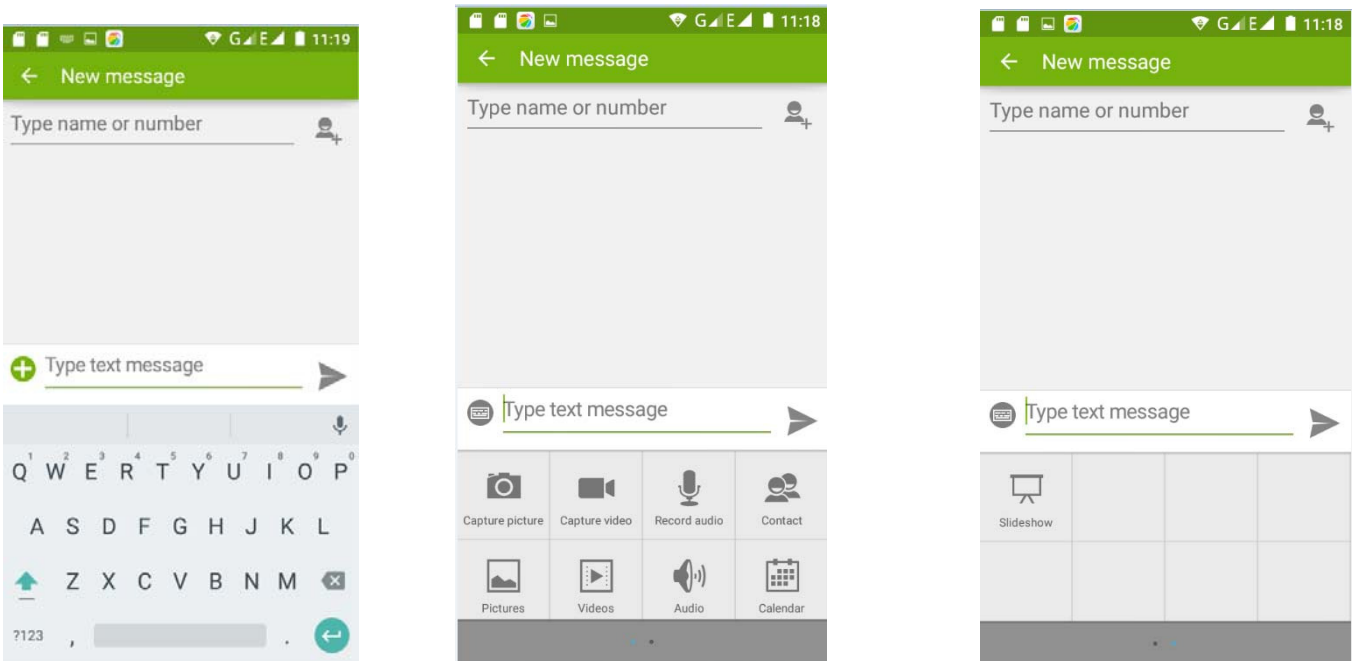 G E 11:19
New message
Type name or number
Type text message
1 2 3 4 5 6 7 8 9 0
Q W E R T Y U I O P
A S D F G H J K L
Z X C V B N M
?123 , .
G E 11:18
New message
Type name or number
Type text message
Capture picture Capture video Record audio Contact
Pictures Videos Audio Calendar
G E 11:18
New message
Type name or number
Type text message
Slideshow